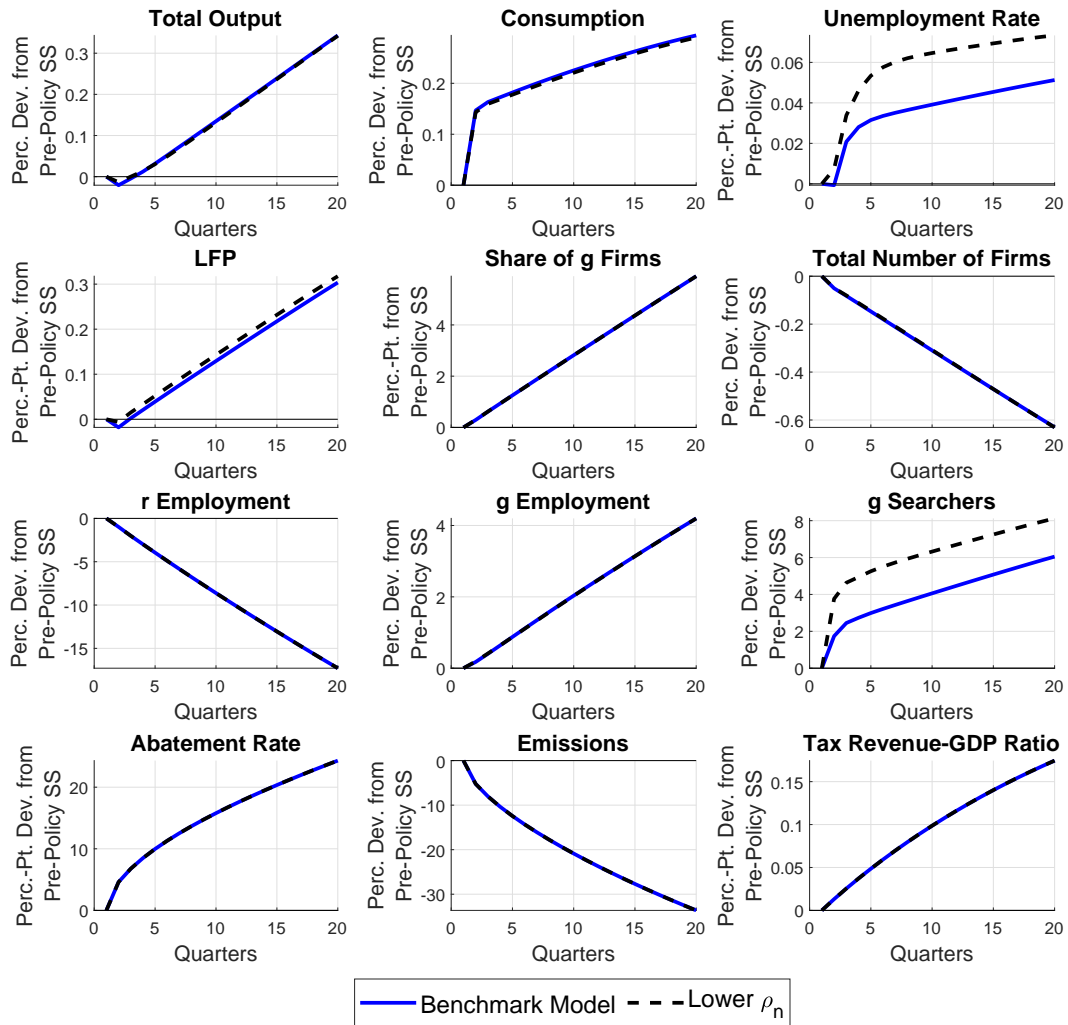 Total Output
Perc. Dev. from
Pre-Policy SS
0.3
0.2
0.1
0
0 5 10 15 20
Quarters
Consumption
Perc. Dev. from
Pre-Policy SS
0.2
0.1
0
0 5 10 15 20
Quarters
Unemployment Rate
Perc.-Pt. Dev. from
Pre-Policy SS
0.06
0.04
0.02
0
0 5 10 15 20
Quarters
LFP
Perc.-Pt. Dev. from
Pre-Policy SS
0.3
0.2
0.1
0
0 5 10 15 20
Quarters
Share of g Firms
Perc.-Pt. from
Pre-Policy SS
4
2
0
0 5 10 15 20
Quarters
Total Number of Firms
Perc. Dev. from
Pre-Policy SS
0
-0.2
-0.4
-0.6
0 5 10 15 20
Quarters
r Employment
Perc. Dev. from
Pre-Policy SS
0
-5
-10
-15
0 5 10 15 20
Quarters
g Employment
Perc. Dev. from
Pre-Policy SS
4
2
0
0 5 10 15 20
Quarters
g Searchers
Perc. Dev. from
Pre-Policy SS
8
6
4
2
0
0 5 10 15 20
Quarters
Abatement Rate
Perc.-Pt. Dev. from
Pre-Policy SS
20
10
0
0 5 10 15 20
Quarters
Emissions
Perc. Dev. from
Pre-Policy SS
0
-10
-20
-30
0 5 10 15 20
Quarters
Tax Revenue-GDP Ratio
Perc.-Pt. Dev. from
Pre-Policy SS
0.15
0.1
0.05
0
0 5 10 15 20
Quarters
Benchmark Model Lower ρn